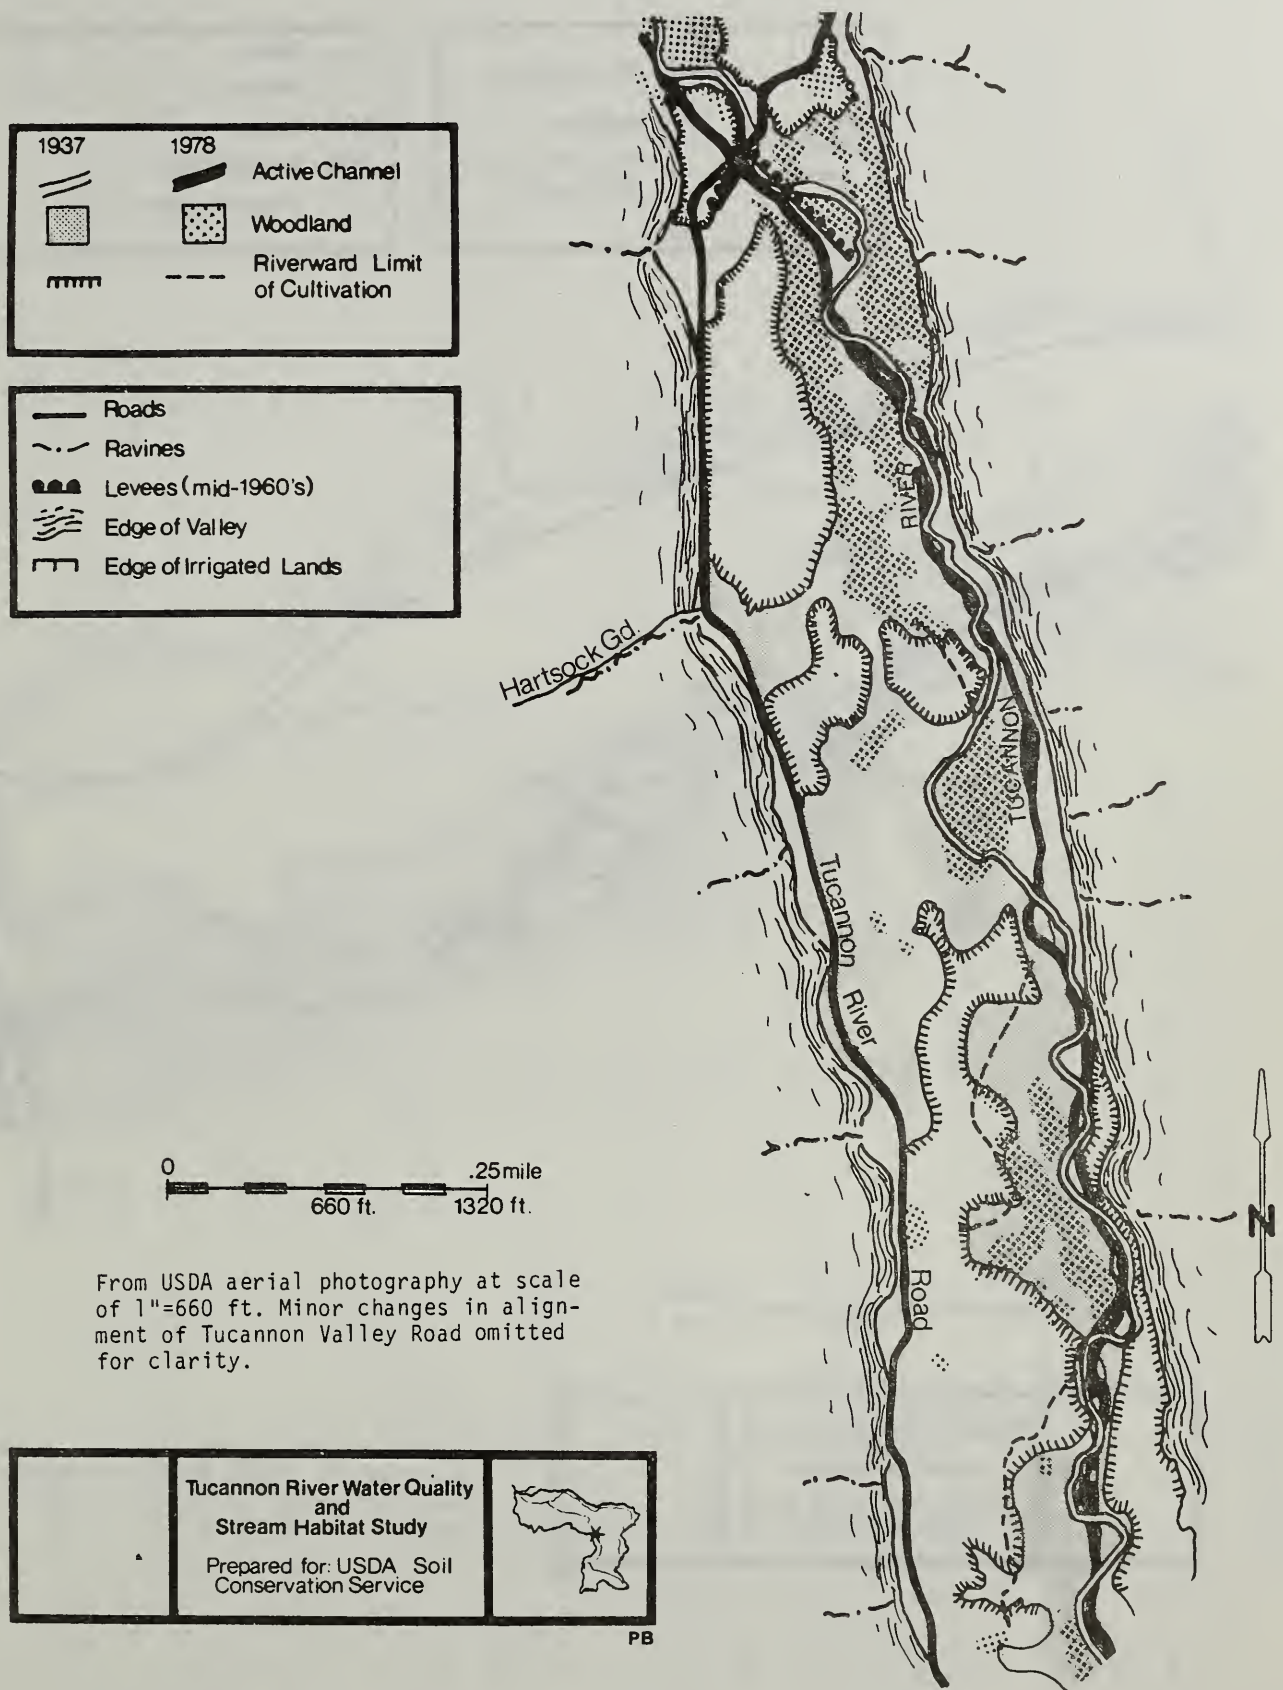 1937 1978
Active Channel
Woodland
Riverward Limit
of Cultivation
Roads
Ravines
Levees (mid-1960's)
Edge of Valley
Edge of Irrigated Lands
RIVER
Hartsock Gd.
TUCANNON
Tucannon
River
Road
0 .25 mile
660 ft. 1320 ft.
N
From USDA aerial photography at scale
of 1"=660 ft. Minor changes in align-
ment of Tucannon Valley Road omitted
for clarity.
Tucannon River Water Quality
and
Stream Habitat Study
Prepared for: USDA Soil
Conservation Service
PB